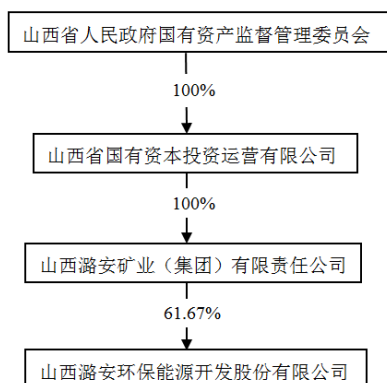 山西省人民政府国有资产监督管理委员会
100%
山西省国有资本投资运营有限公司
100%
山西潞安矿业（集团）有限责任公司
61.67%
山西潞安环保能源开发股份有限公司